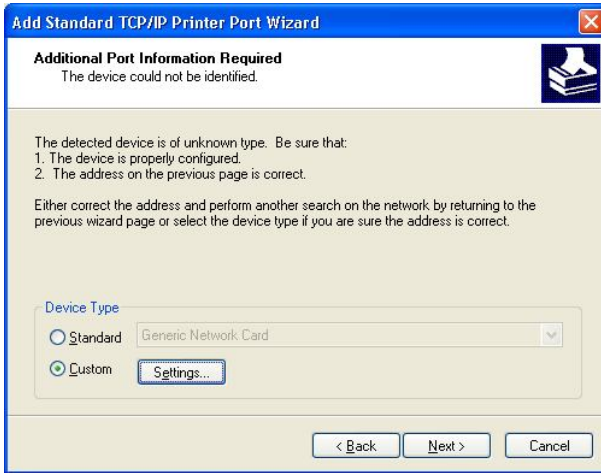 Add Standard TCP/IP Printer Port Wizard
Additional Port Information Required
The device could not be identified.
The detected device is of unknown type.  Be sure that:
1. The device is properly configured.
2.  The address on the previous page is correct.
Either correct the address and perform another search on the network by returning to the
previous wizard page or select the device type if you are sure the address is correct.
Device Type
Standard
Generic Network Card
Custom
Settings...
< Back
Next >
Cancel